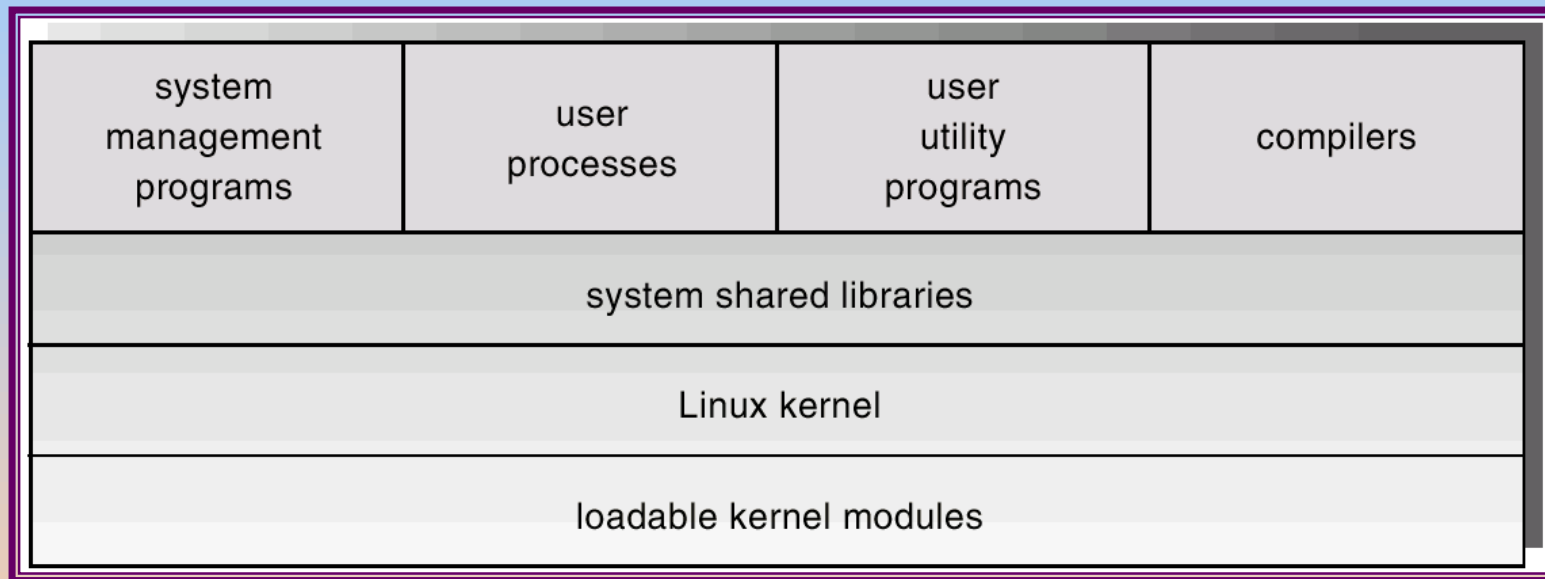 system
management
programs
user
processes
user
utility
programs
compilers
system shared libraries
Linux kernel
loadable kernel modules